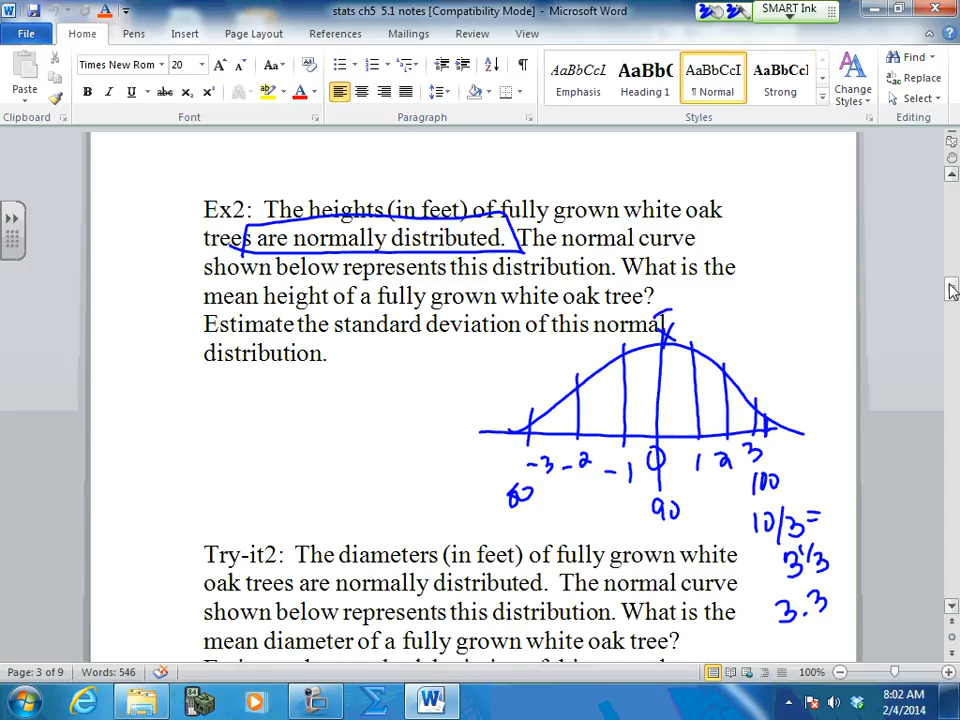 stats ch5 5.1 notes [Compatibility Mode] - Microsoft Word
SMART Ink
File Home Pens Insert Page Layout References Mailings Review View
Paste
Times New Rom 20
Aa
B I U abc x₂ x² A A
AaBbCcI AaBbC AaBbCcI AaBbCcl
Emphasis Heading 1 ¶ Normal Strong
Change
Styles
Find
Replace
Select
Clipboard Font Paragraph Styles Editing
Ex2: The heights (in feet) of fully grown white oak
trees are normally distributed. The normal curve
shown below represents this distribution. What is the
mean height of a fully grown white oak tree?
Estimate the standard deviation of this normal
distribution.
x̄
-3 -2 -1 0 1 2 3
80 90 100
10/3 =
3 1/3
3.3
Try-it2: The diameters (in feet) of fully grown white
oak trees are normally distributed. The normal curve
shown below represents this distribution. What is the
mean diameter of a fully grown white oak tree?
Page: 3 of 9 Words: 546 100%
8:02 AM
2/4/2014